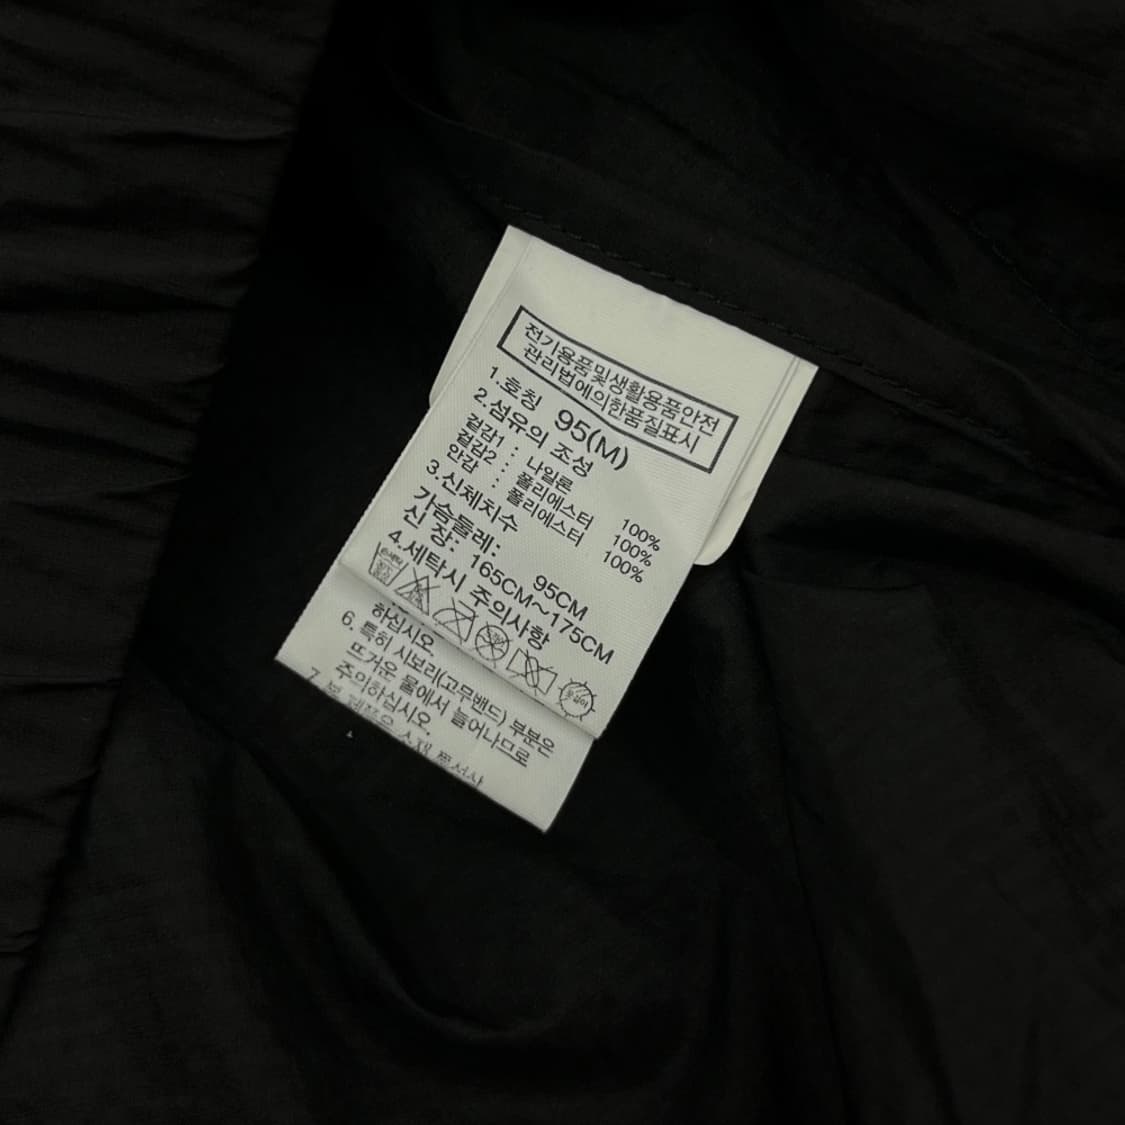 전기용품및생활용품안전
관리법에의한품질표시
1.호칭 95(M)
2.섬유의 조성
겉감1 : 나일론 100%
겉감2 : 폴리에스터 100%
안감 : 폴리에스터 100%
3.신체치수
가슴둘레: 95CM
신 장: 165CM~175CM
4.세탁시 주의사항
하십시오.
6. 특히 시보리(고무밴드) 부분은
뜨거운 물에서 늘어나므로
주의하십시오.